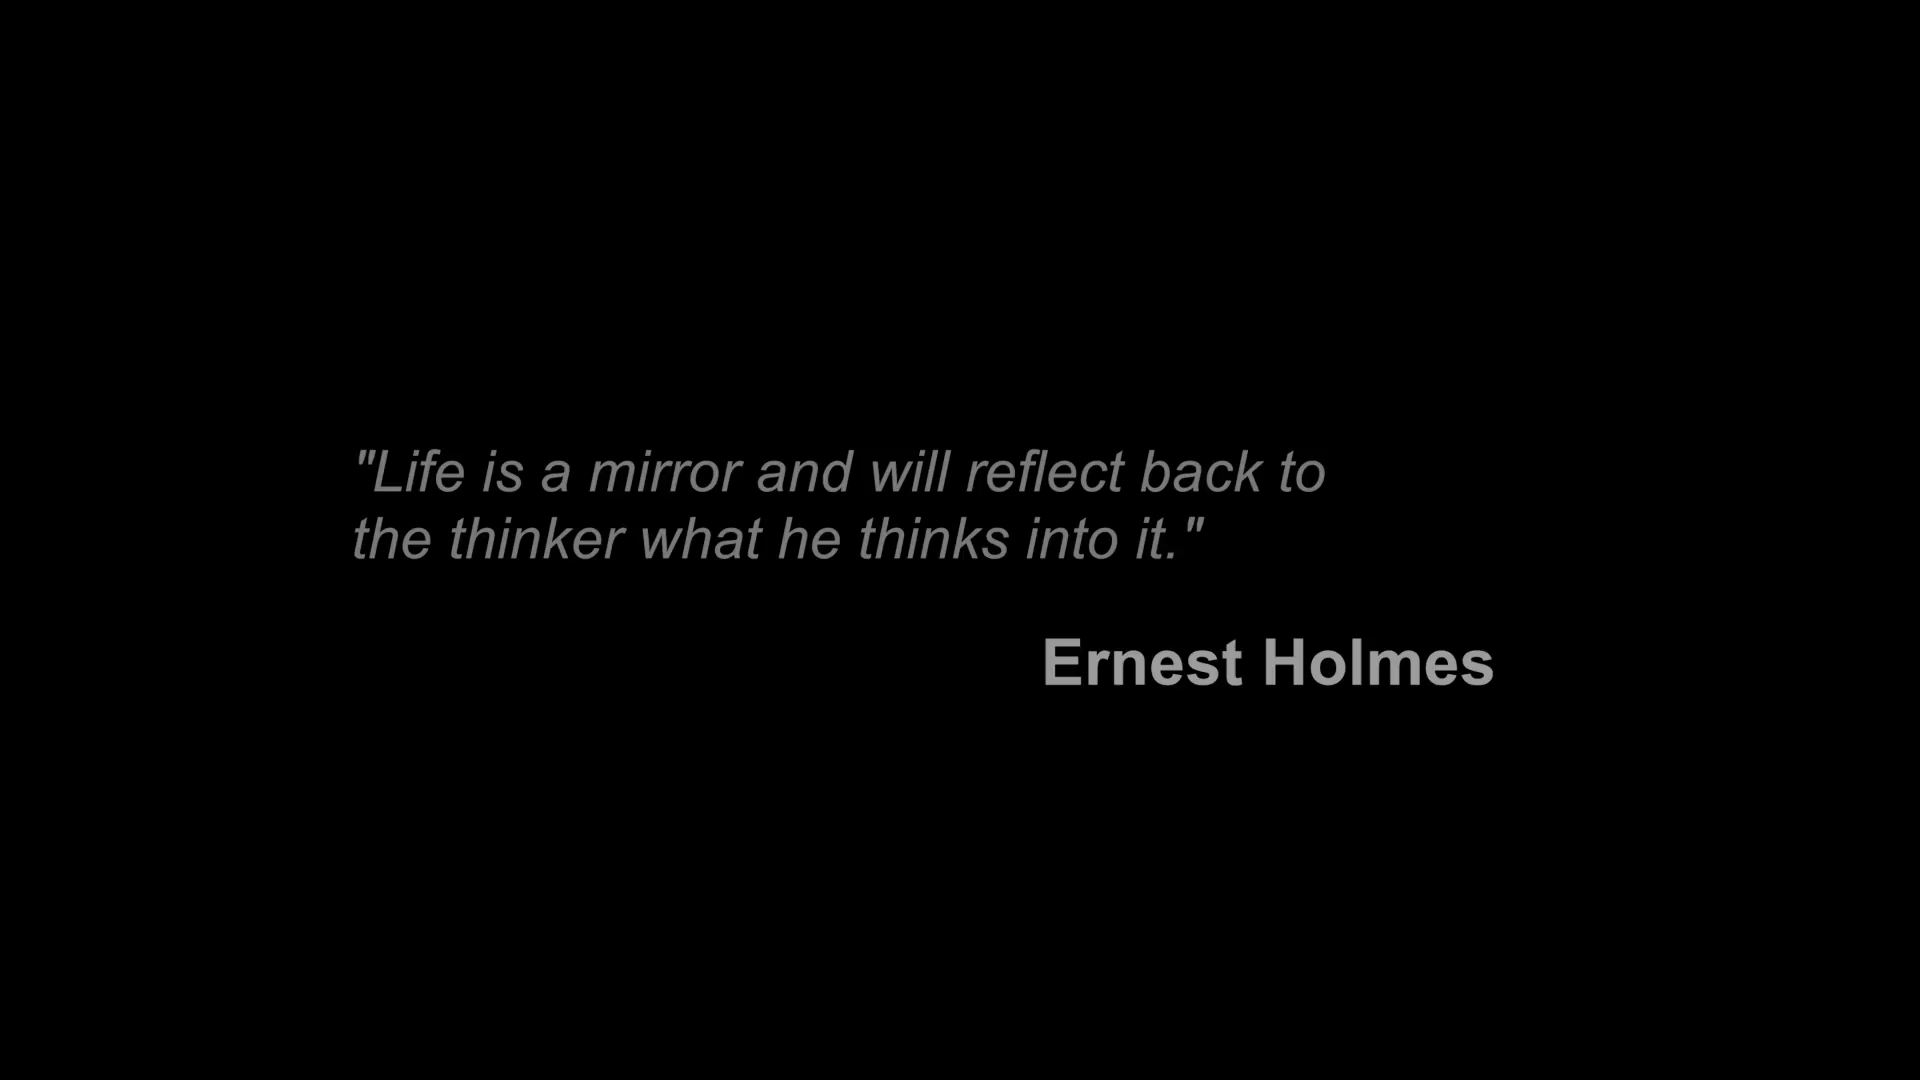 "Life is a mirror and will reflect back to
the thinker what he thinks into it."
Ernest Holmes